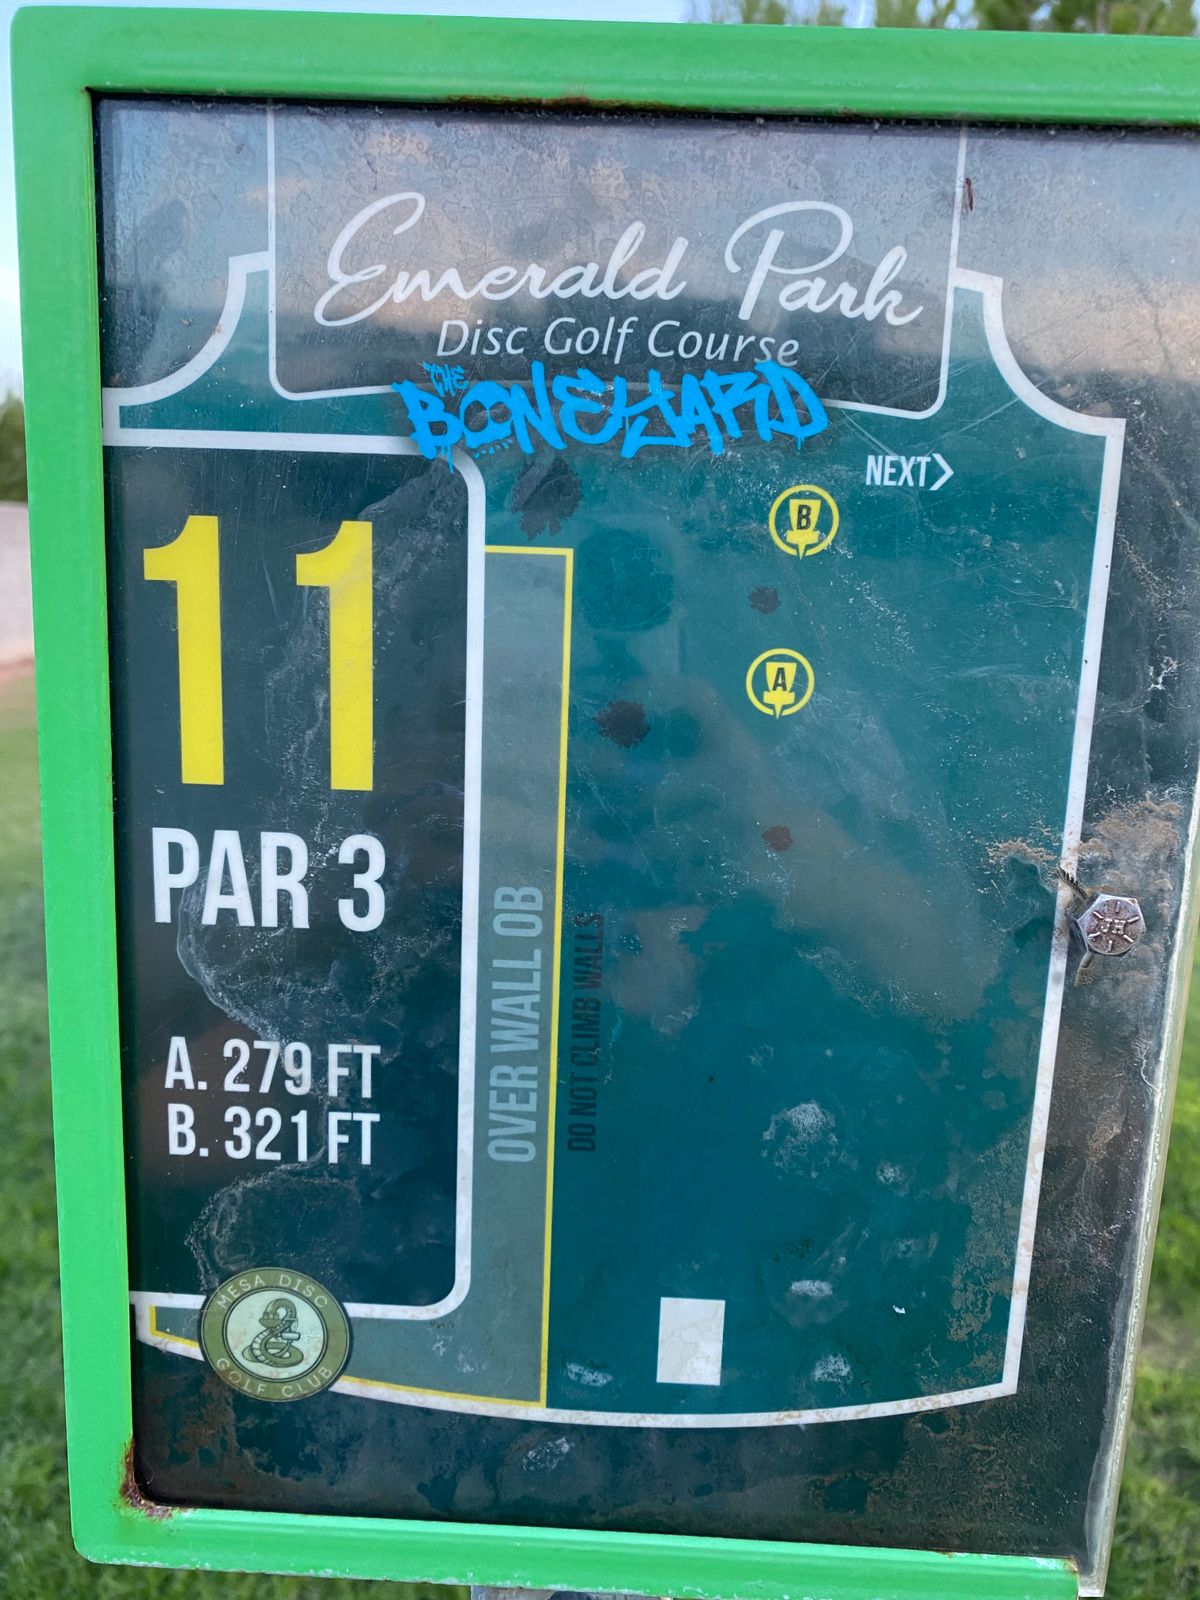 Emerald Park
Disc Golf Course
THE
BONEYARD
NEXT
B
A
11
PAR 3
OVER WALL OB
DO NOT CLIMB WALLS
A. 279 FT
B. 321 FT
MESA DISC
GOLF CLUB